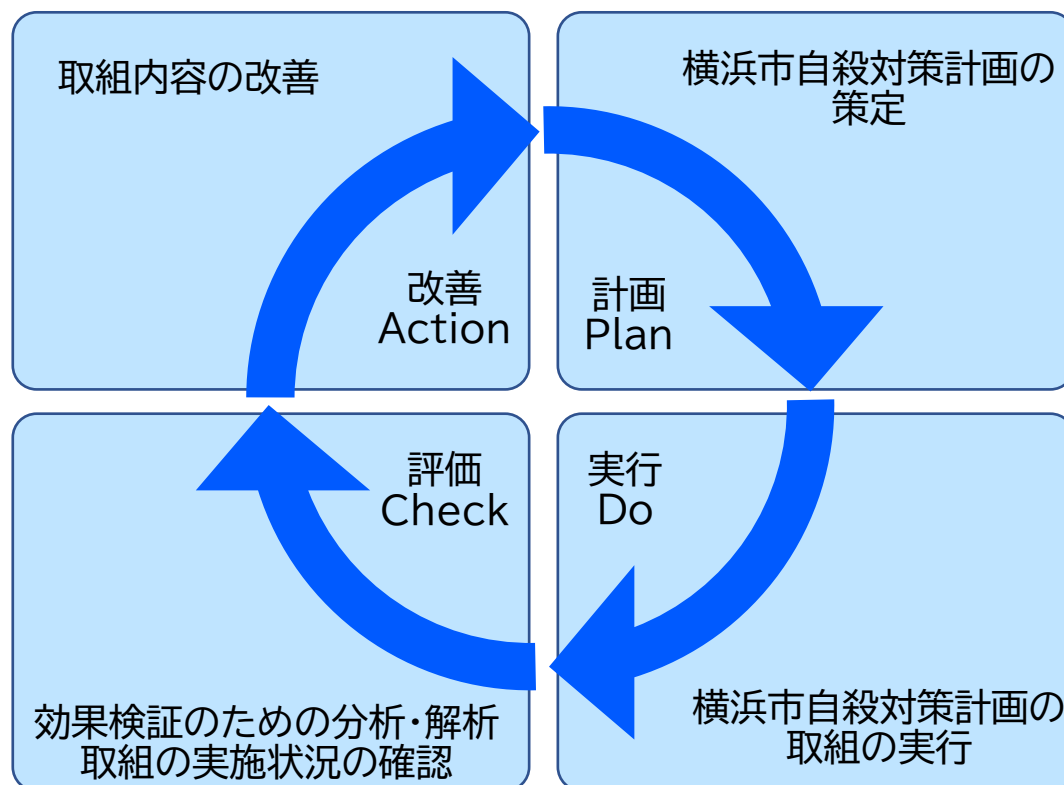 取組内容の改善
改善
Action
横浜市自殺対策計画の
策定
計画
Plan
評価
Check
効果検証のための分析・解析
取組の実施状況の確認
実行
Do
横浜市自殺対策計画の
取組の実行